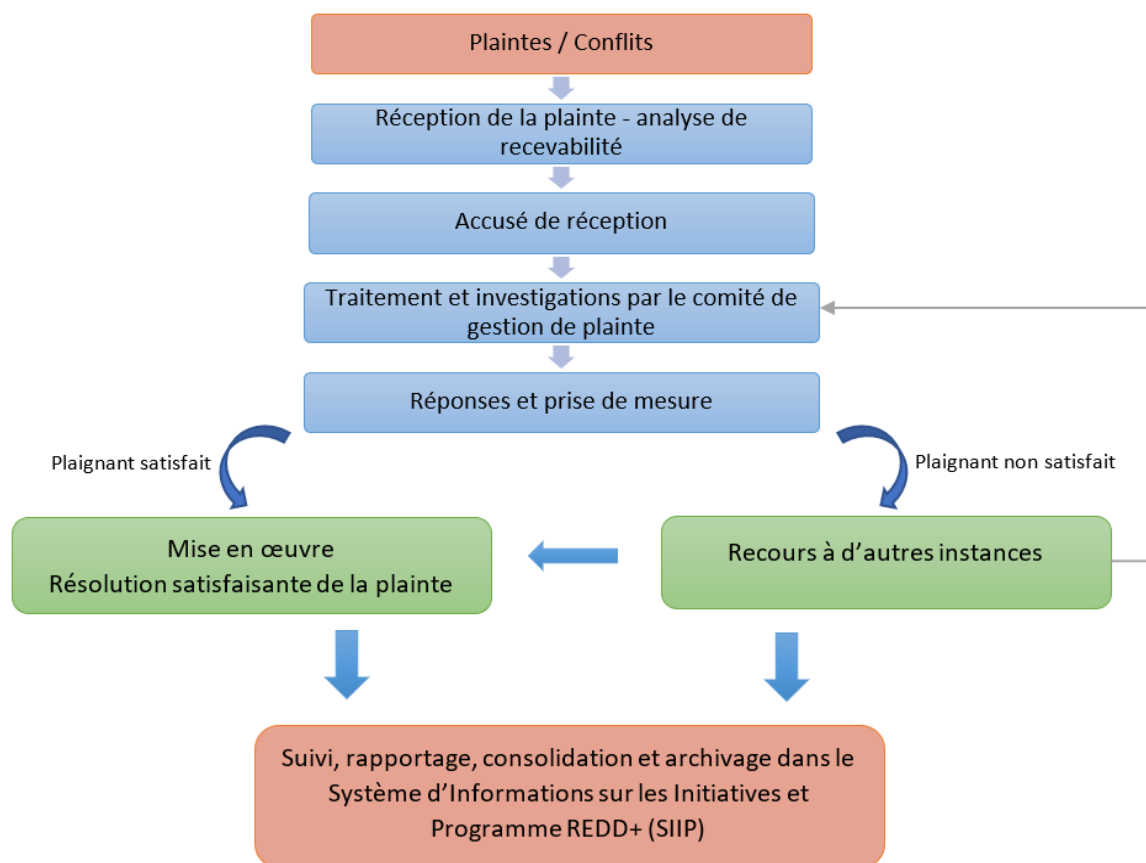 Plaintes / Conflits
Réception de la plainte - analyse de
recevabilité
Accusé de réception
Traitement et investigations par le comité de
gestion de plainte
Réponses et prise de mesure
Plaignant satisfait
Plaignant non satisfait
Mise en œuvre
Résolution satisfaisante de la plainte
Recours à d’autres instances
Suivi, rapportage, consolidation et archivage dans le
Système d’Informations sur les Initiatives et
Programme REDD+ (SIIP)